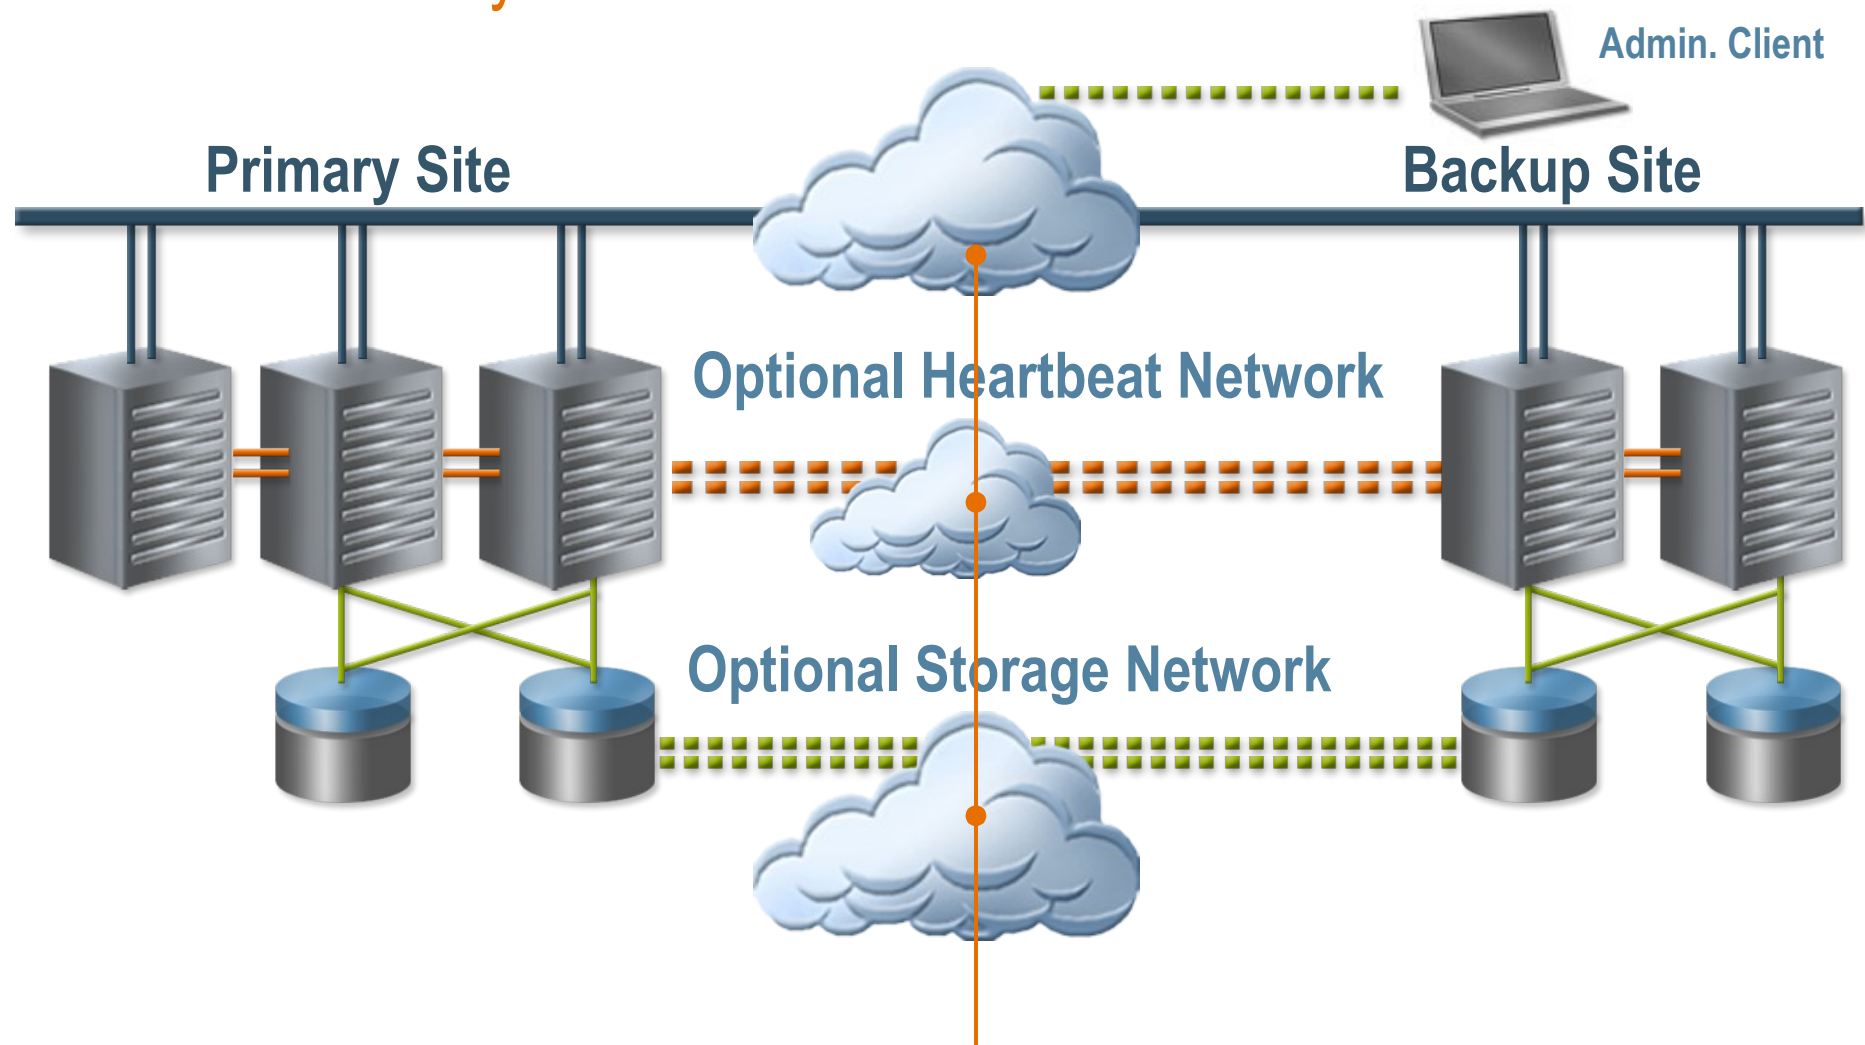 Admin. Client
Primary Site
Backup Site
Optional Heartbeat Network
Optional Storage Network